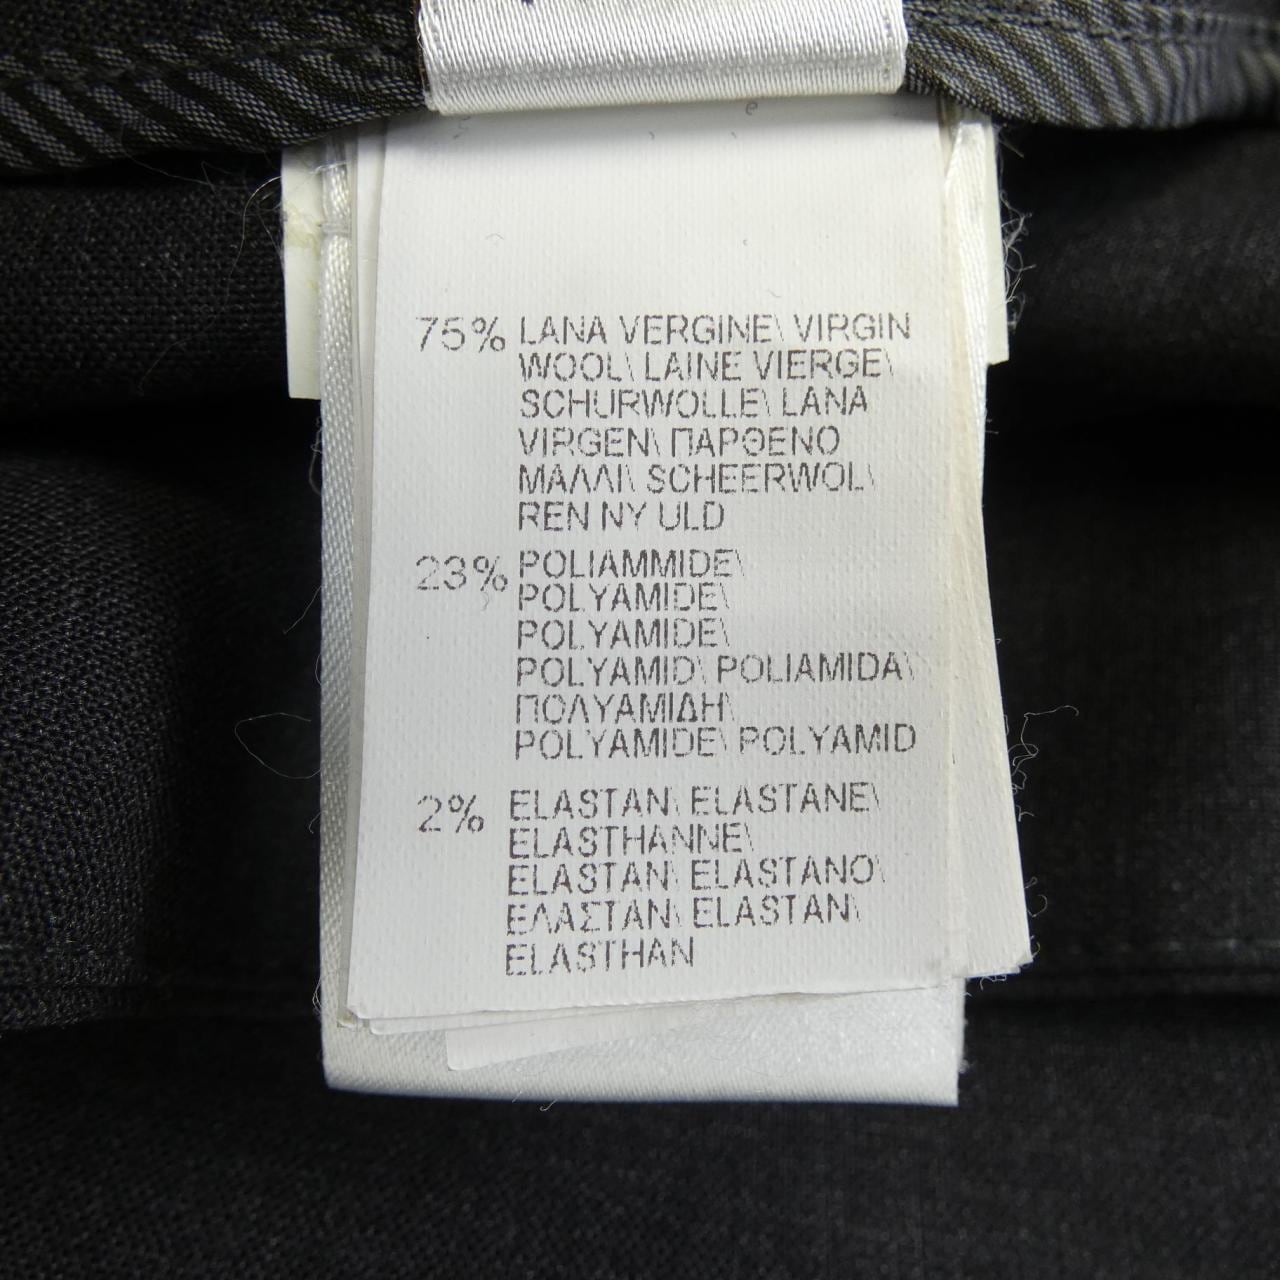 75% LANA VERGINE\ VIRGIN
WOOL\ LAINE VIERGE\
SCHURWOLLE\ LANA
VIRGEN\ ΠΑΡΘΕΝΟ
ΜΑΛΛΙ\ SCHEERWOL\
REN NY ULD
23% POLIAMMIDE\
POLYAMIDE\
POLYAMIDE\
POLYAMID\ POLIAMIDA\
ΠΟΛΥΑΜΙΔΗ\
POLYAMIDE\ POLYAMID
2% ELASTAN\ ELASTANE\
ELASTHANNE\
ELASTAN\ ELASTANO\
ΕΛΑΣΤΑΝ\ ELASTAN\
ELASTHAN